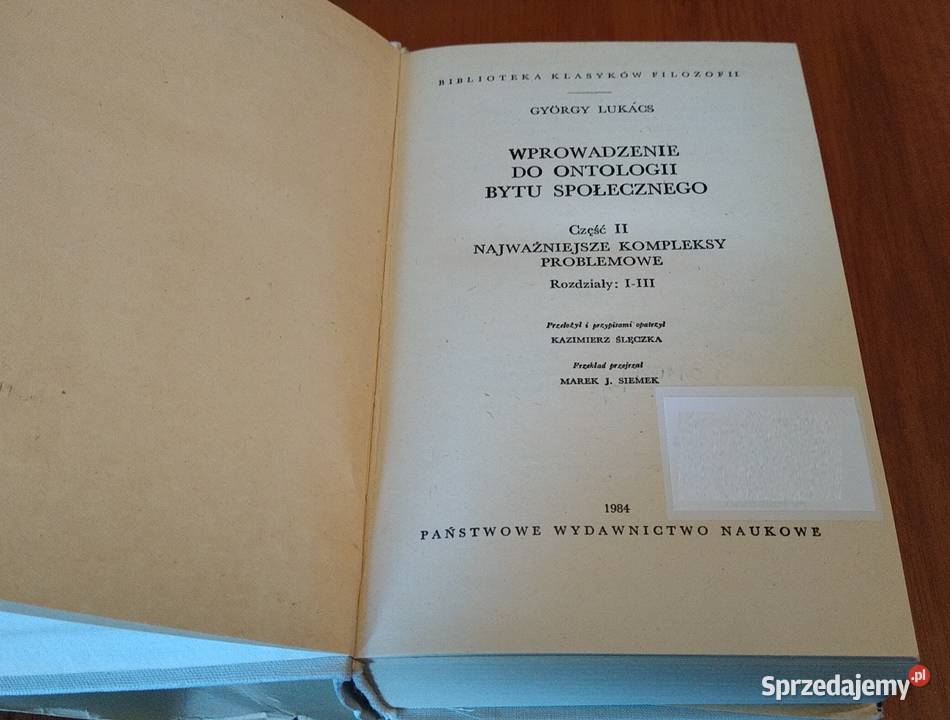 BIBLIOTEKA KLASYKÓW FILOZOFII
GYÖRGY LUKÁCS
WPROWADZENIE
DO ONTOLOGII
BYTU SPOŁECZNEGO
Część II
NAJWAŻNIEJSZE KOMPLEKSY
PROBLEMOWE
Rozdziały: I-III
Przełożył i przypisami opatrzył
KAZIMIERZ ŚLĘCZKA
Przekład przejrzał
MAREK J. SIEMEK
1984
PAŃSTWOWE WYDAWNICTWO NAUKOWE
Sprzedajemy.pl